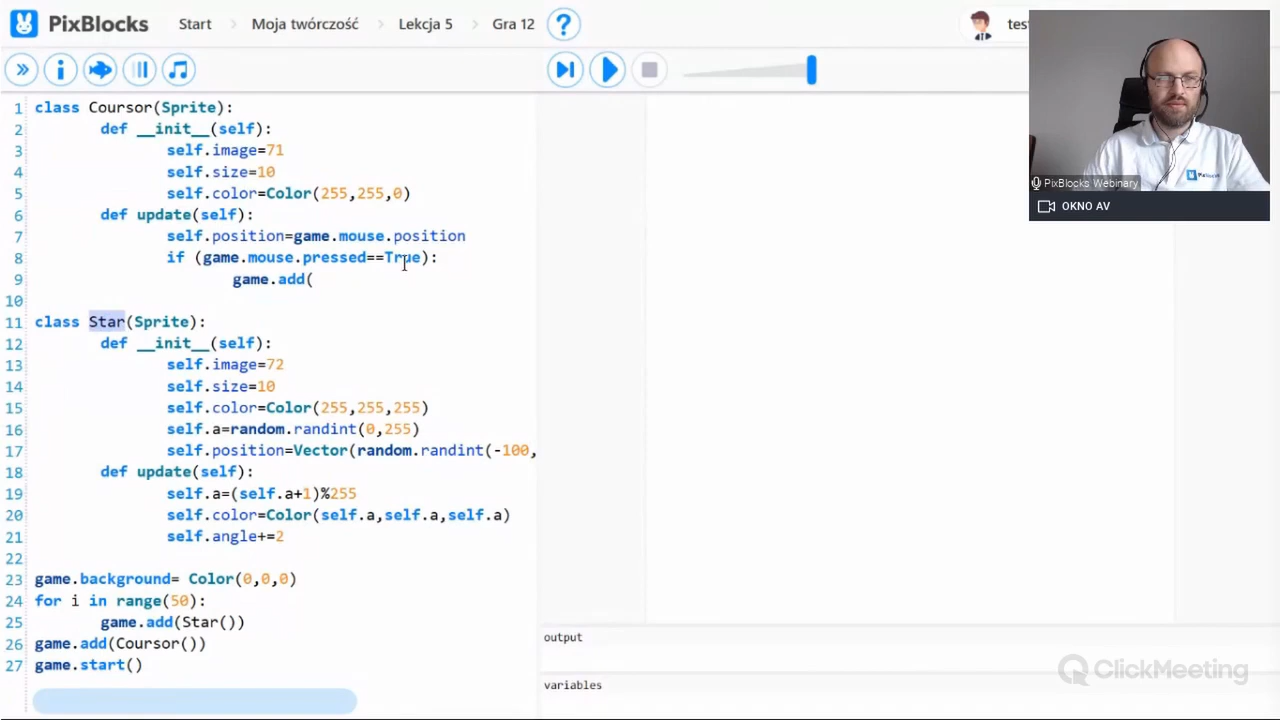 PixBlocks Start Moja twórczość Lekcja 5 Gra 12 ? test
1 class Coursor(Sprite):
2 def __init__(self):
3 self.image=71
4 self.size=10
5 self.color=Color(255,255,0)
6 def update(self):
7 self.position=game.mouse.position
8 if (game.mouse.pressed==True):
9 game.add(
10
11 class Star(Sprite):
12 def __init__(self):
13 self.image=72
14 self.size=10
15 self.color=Color(255,255,255)
16 self.a=random.randint(0,255)
17 self.position=Vector(random.randint(-100,
18 def update(self):
19 self.a=(self.a+1)%255
20 self.color=Color(self.a,self.a,self.a)
21 self.angle+=2
22
23 game.background= Color(0,0,0)
24 for i in range(50):
25 game.add(Star())
26 game.add(Coursor())
27 game.start()
output
variables
PixBlocks Webinary
OKNO AV
ClickMeeting